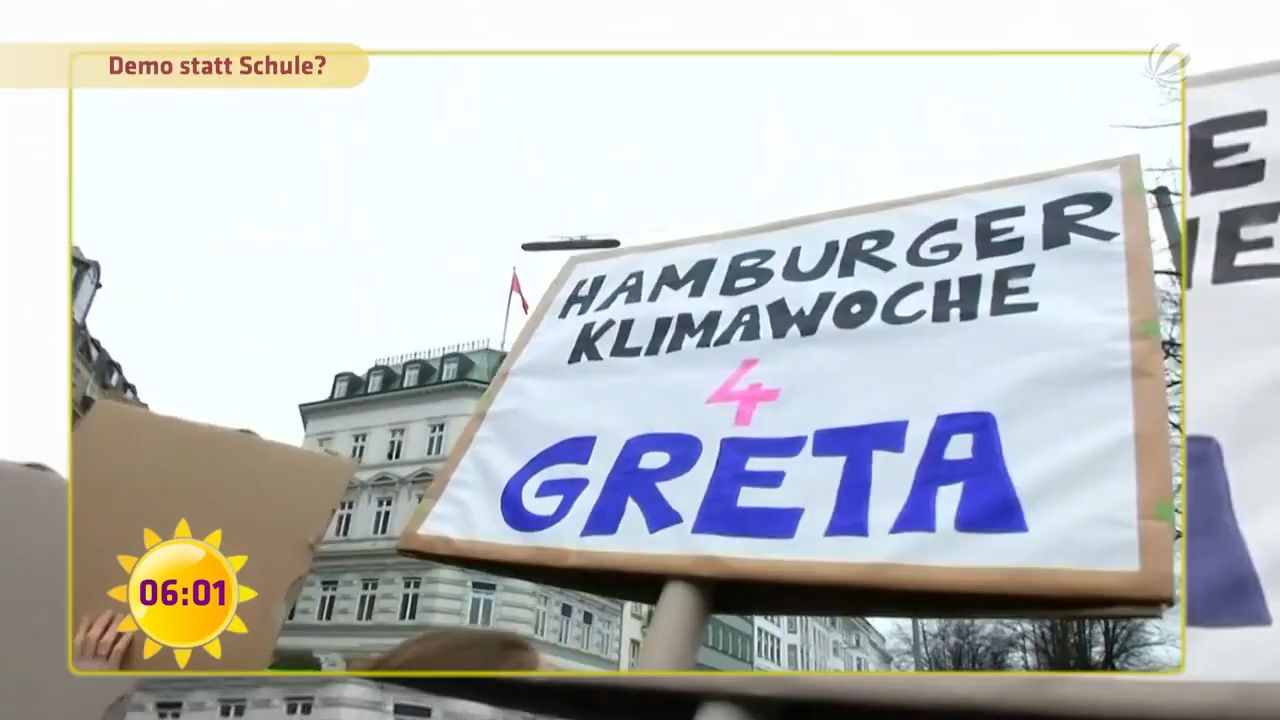 Demo statt Schule?
HAMBURGER
KLIMAWOCHE
4
GRETA
06:01